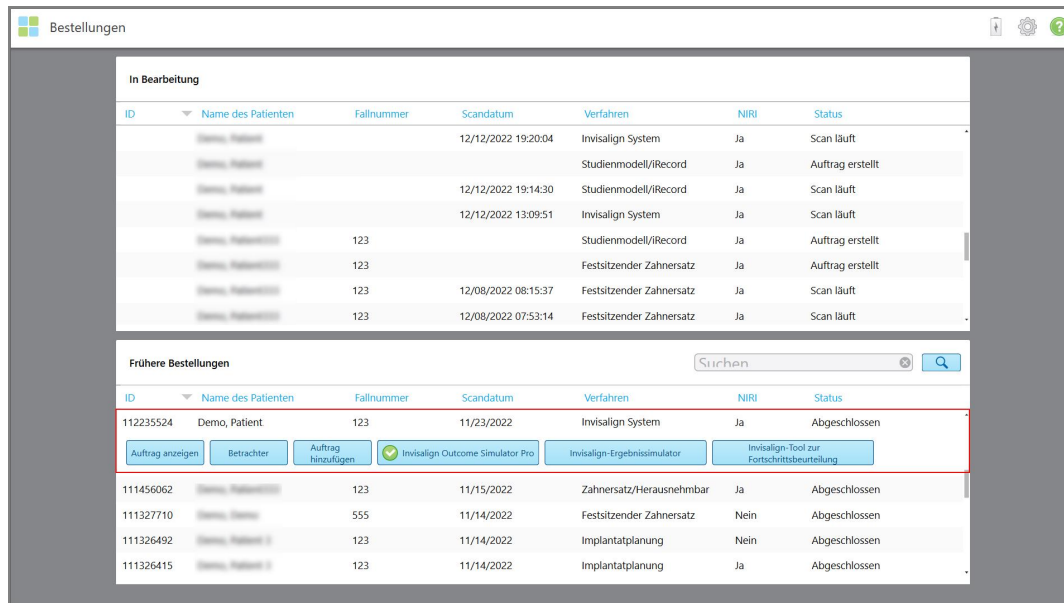 Bestellungen
In Bearbeitung
ID Name des Patienten Fallnummer Scandatum Verfahren NIRI Status
12/12/2022 19:20:04 Invisalign System Ja Scan läuft
Studienmodell/iRecord Ja Auftrag erstellt
12/12/2022 19:14:30 Studienmodell/iRecord Ja Scan läuft
12/12/2022 13:09:51 Invisalign System Ja Scan läuft
123 Studienmodell/iRecord Ja Auftrag erstellt
123 Festsitzender Zahnersatz Ja Auftrag erstellt
123 12/08/2022 08:15:37 Festsitzender Zahnersatz Ja Scan läuft
123 12/08/2022 07:53:14 Festsitzender Zahnersatz Ja Scan läuft
Frühere Bestellungen Suchen
ID Name des Patienten Fallnummer Scandatum Verfahren NIRI Status
112235524 Demo, Patient 123 11/23/2022 Invisalign System Ja Abgeschlossen
Auftrag anzeigen Betrachter Auftrag hinzufügen Invisalign Outcome Simulator Pro Invisalign-Ergebnissimulator Invisalign-Tool zur Fortschrittsbeurteilung
111456062 123 11/15/2022 Zahnersatz/Herausnehmbar Ja Abgeschlossen
111327710 555 11/14/2022 Festsitzender Zahnersatz Nein Abgeschlossen
111326492 123 11/14/2022 Implantatplanung Nein Abgeschlossen
111326415 123 11/14/2022 Implantatplanung Ja Abgeschlossen